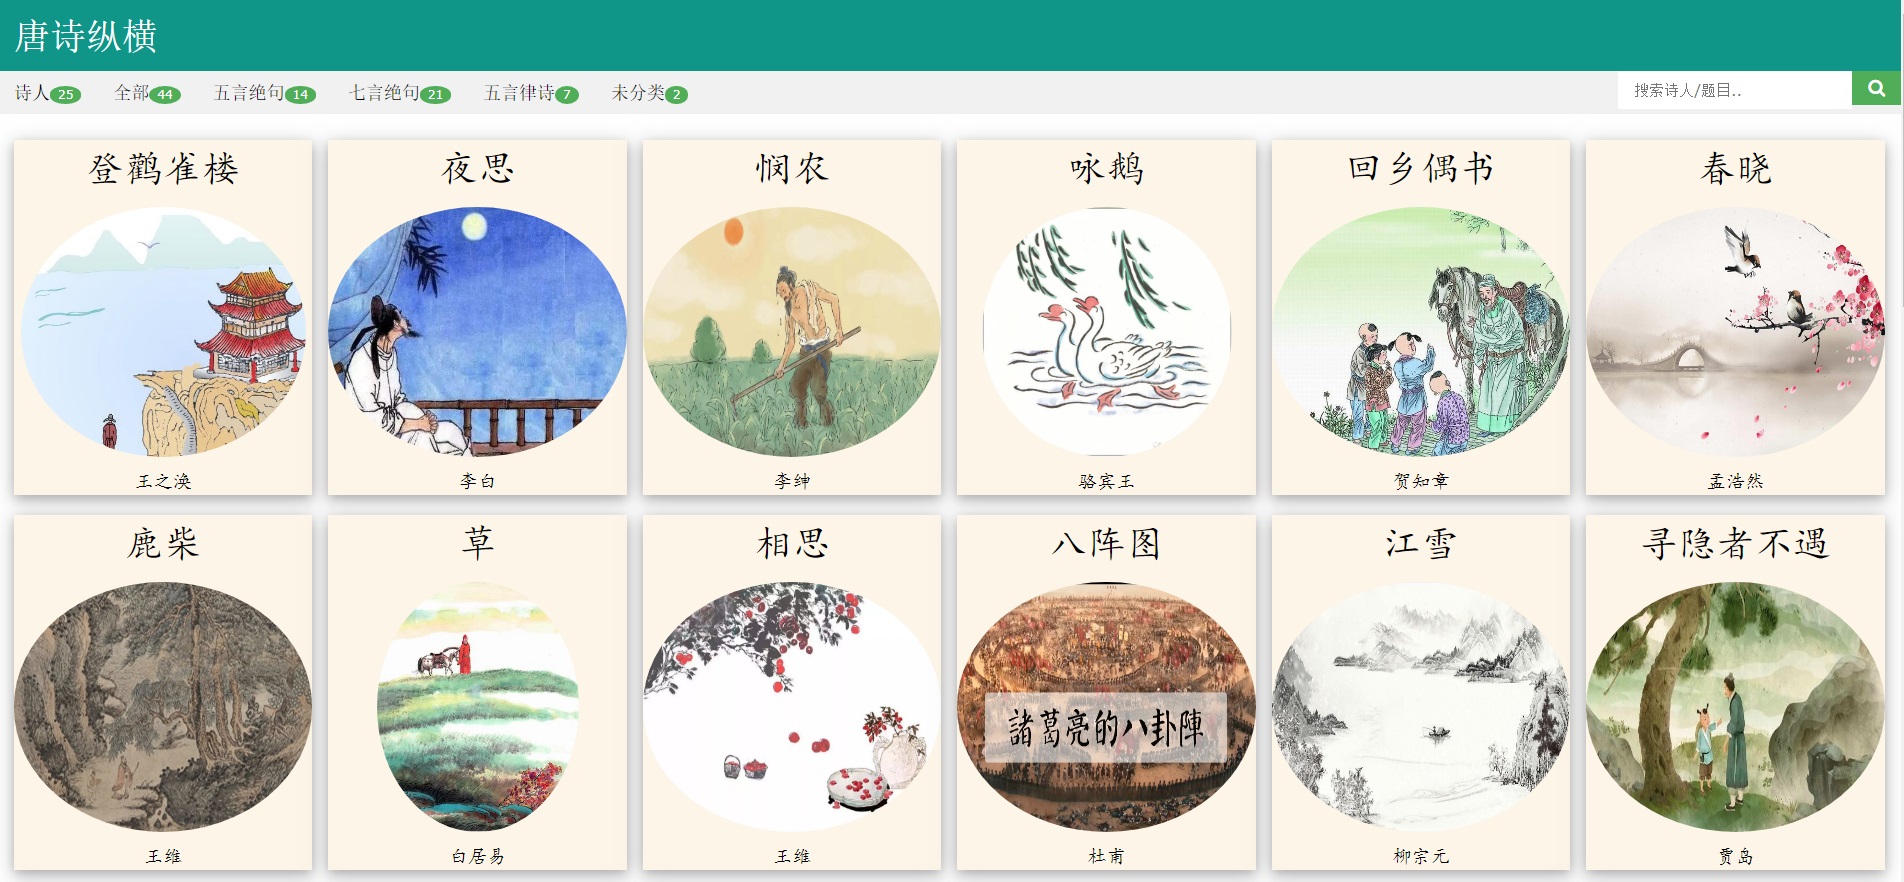 唐诗纵横
诗人 25 全部 44 五言绝句 14 七言绝句 21 五言律诗 7 未分类 2 搜索诗人/题目..
登鹳雀楼 夜思 悯农 咏鹅 回乡偶书 春晓
王之涣 李白 李绅 骆宾王 贺知章 孟浩然
鹿柴 草 相思 八阵图 江雪 寻隐者不遇
諸葛亮的八卦陣
王维 白居易 王维 杜甫 柳宗元 贾岛